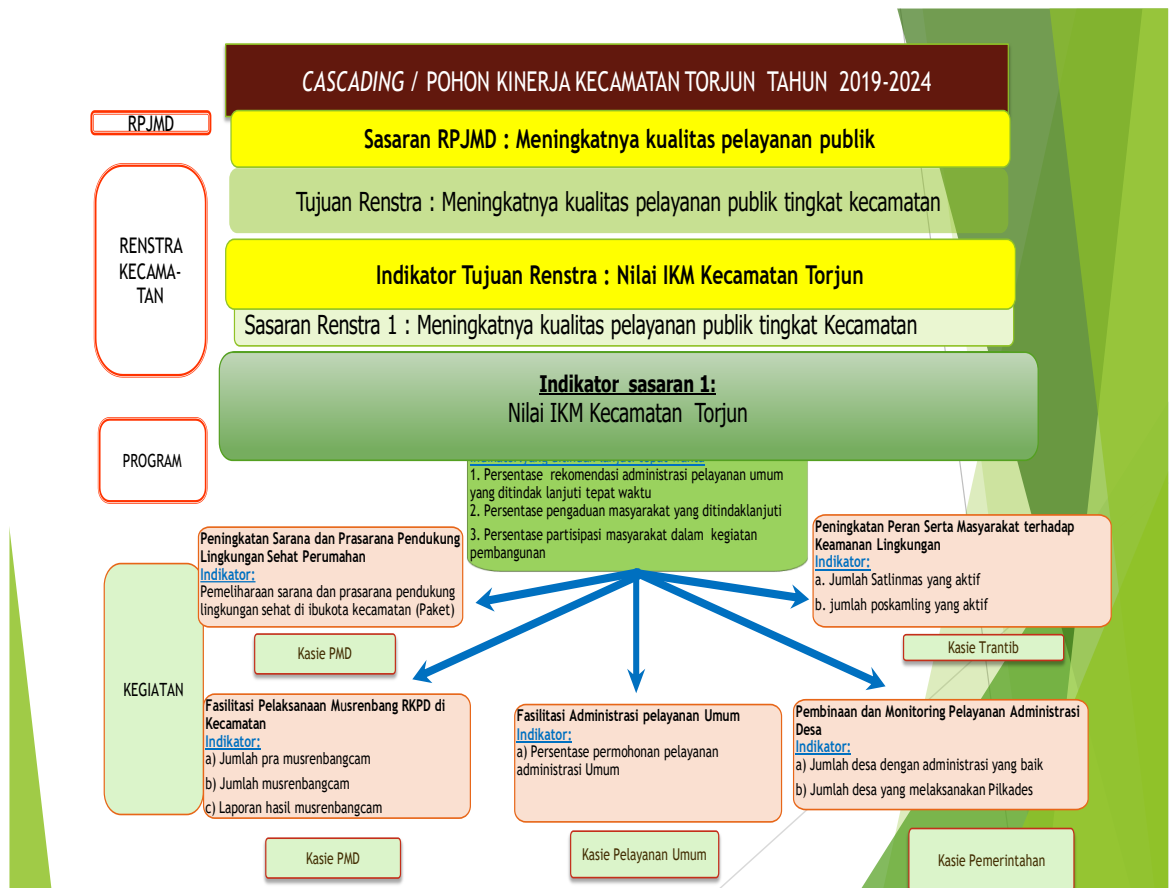 CASCADING / POHON KINERJA KECAMATAN TORJUN TAHUN 2019-2024
RPJMD
Sasaran RPJMD : Meningkatnya kualitas pelayanan publik
Tujuan Renstra : Meningkatnya kualitas pelayanan publik tingkat kecamatan
RENSTRA
KECAMA-
TAN
Indikator Tujuan Renstra : Nilai IKM Kecamatan Torjun
Sasaran Renstra 1 : Meningkatnya kualitas pelayanan publik tingkat Kecamatan
Indikator sasaran 1:
Nilai IKM Kecamatan Torjun
PROGRAM
1. Persentase rekomendasi administrasi pelayanan umum
yang ditindak lanjuti tepat waktu
2. Persentase pengaduan masyarakat yang ditindaklanjuti
3. Persentase partisipasi masyarakat dalam kegiatan
pembangunan
Peningkatan Sarana dan Prasarana Pendukung
Lingkungan Sehat Perumahan
Indikator:
Pemeliharaan sarana dan prasarana pendukung
lingkungan sehat di ibukota kecamatan (Paket)
Kasie PMD
Peningkatan Peran Serta Masyarakat terhadap
Keamanan Lingkungan
Indikator:
a. Jumlah Satlinmas yang aktif
b. jumlah poskamling yang aktif
Kasie Trantib
KEGIATAN
Fasilitasi Pelaksanaan Musrenbang RKPD di
Kecamatan
Indikator:
a) Jumlah pra musrenbangcam
b) Jumlah musrenbangcam
c) Laporan hasil musrenbangcam
Kasie PMD
Fasilitasi Administrasi pelayanan Umum
Indikator:
a) Persentase permohonan pelayanan
administrasi Umum
Kasie Pelayanan Umum
Pembinaan dan Monitoring Pelayanan Administrasi
Desa
Indikator:
a) Jumlah desa dengan administrasi yang baik
b) Jumlah desa yang melaksanakan Pilkades
Kasie Pemerintahan